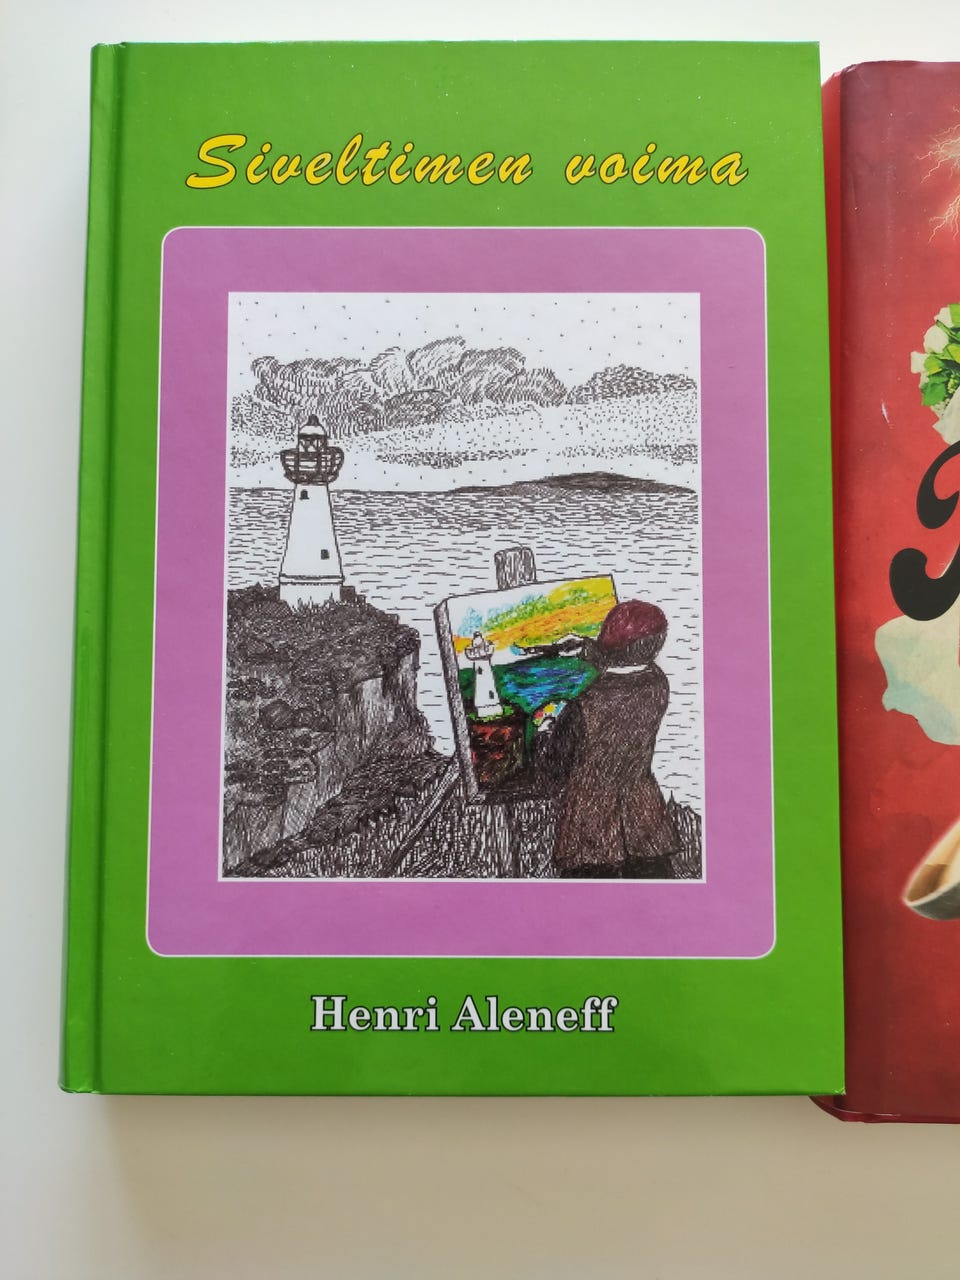 Siveltimen voima
Henri Aleneff